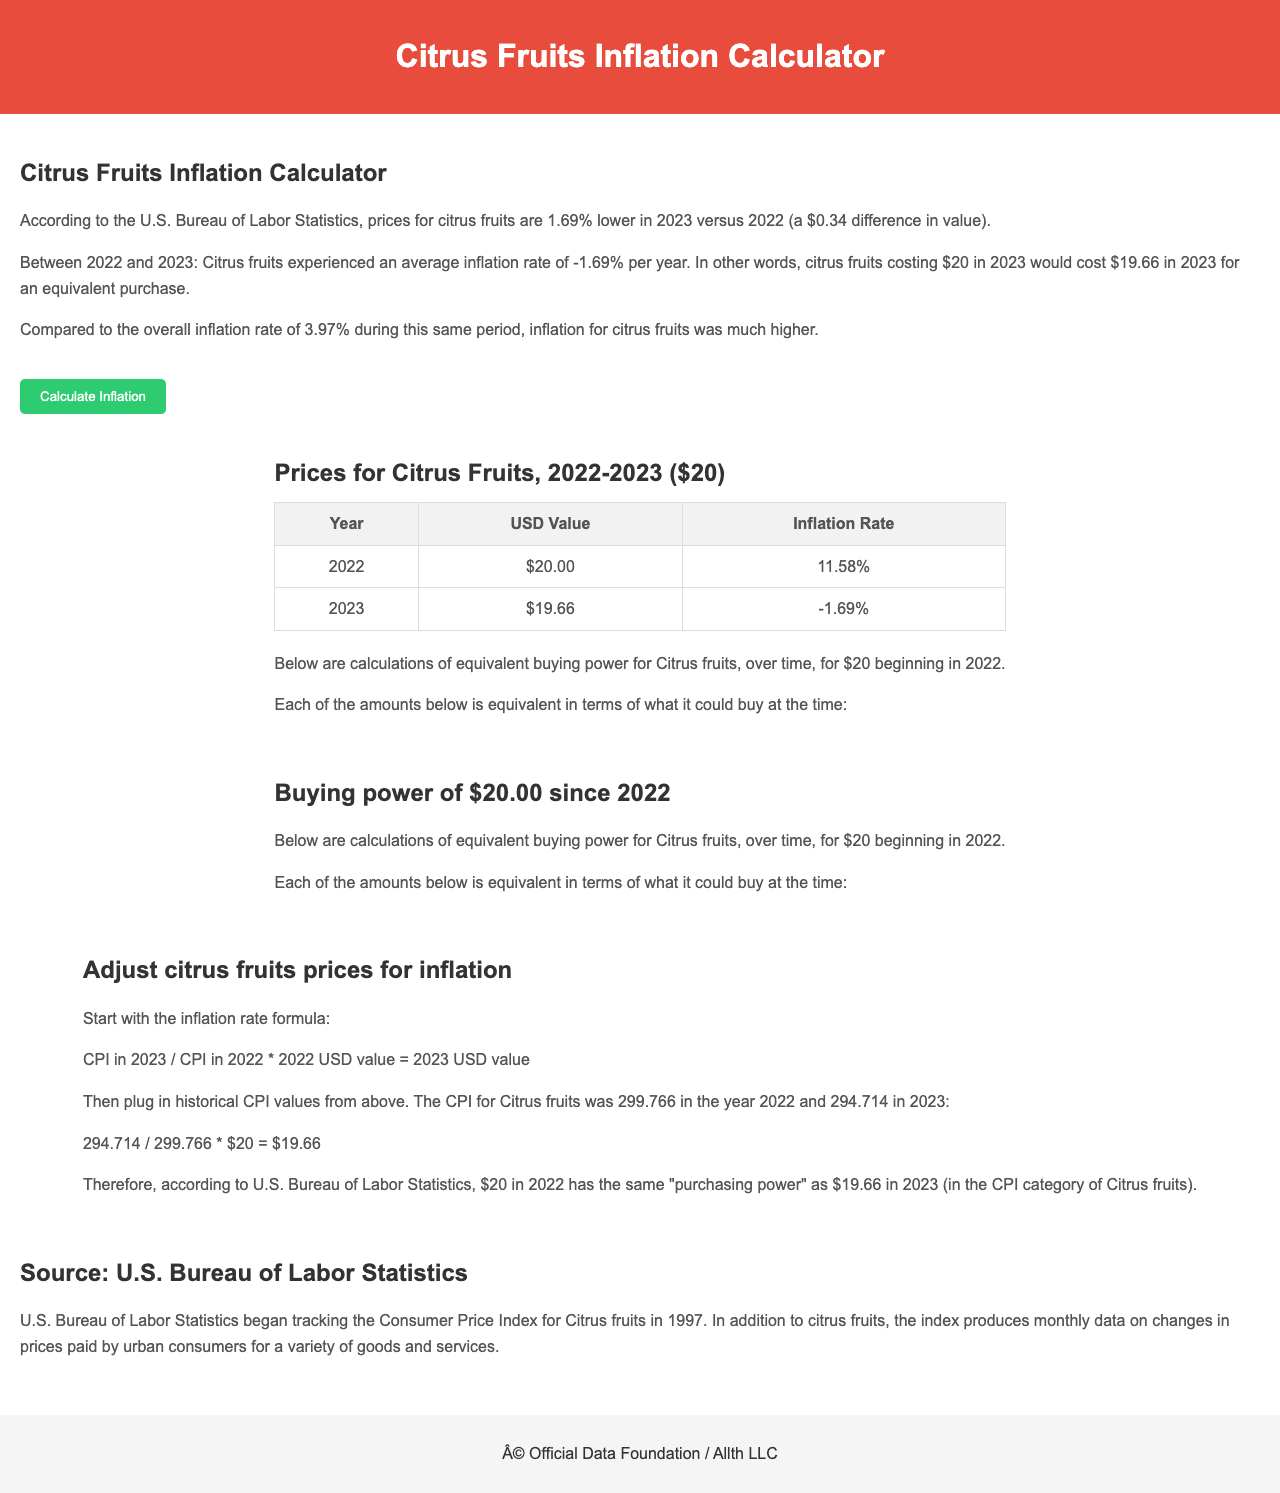 Citrus Fruits Inflation Calculator
Citrus Fruits Inflation Calculator
According to the U.S. Bureau of Labor Statistics, prices for citrus fruits are 1.69% lower in 2023 versus 2022 (a $0.34 difference in value).
Between 2022 and 2023: Citrus fruits experienced an average inflation rate of -1.69% per year. In other words, citrus fruits costing $20 in 2023 would cost $19.66 in 2023 for
an equivalent purchase.
Compared to the overall inflation rate of 3.97% during this same period, inflation for citrus fruits was much higher.
Calculate Inflation
Prices for Citrus Fruits, 2022-2023 ($20)
Year USD Value Inflation Rate
2022 $20.00 11.58%
2023 $19.66 -1.69%
Below are calculations of equivalent buying power for Citrus fruits, over time, for $20 beginning in 2022.
Each of the amounts below is equivalent in terms of what it could buy at the time:
Buying power of $20.00 since 2022
Below are calculations of equivalent buying power for Citrus fruits, over time, for $20 beginning in 2022.
Each of the amounts below is equivalent in terms of what it could buy at the time:
Adjust citrus fruits prices for inflation
Start with the inflation rate formula:
CPI in 2023 / CPI in 2022 * 2022 USD value = 2023 USD value
Then plug in historical CPI values from above. The CPI for Citrus fruits was 299.766 in the year 2022 and 294.714 in 2023:
294.714 / 299.766 * $20 = $19.66
Therefore, according to U.S. Bureau of Labor Statistics, $20 in 2022 has the same "purchasing power" as $19.66 in 2023 (in the CPI category of Citrus fruits).
Source: U.S. Bureau of Labor Statistics
U.S. Bureau of Labor Statistics began tracking the Consumer Price Index for Citrus fruits in 1997. In addition to citrus fruits, the index produces monthly data on changes in
prices paid by urban consumers for a variety of goods and services.
Â© Official Data Foundation / Allth LLC